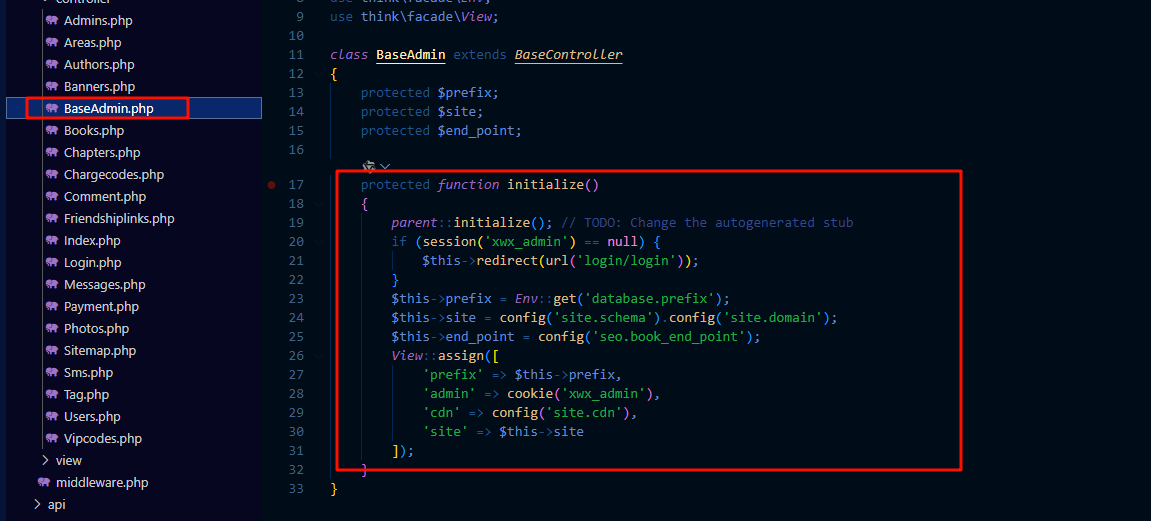 controller
Admins.php
Areas.php
Authors.php
Banners.php
BaseAdmin.php
Books.php
Chapters.php
Chargecodes.php
Comment.php
Friendshiplinks.php
Index.php
Login.php
Messages.php
Payment.php
Photos.php
Sitemap.php
Sms.php
Tag.php
Users.php
Vipcodes.php
view
middleware.php
api
8 use think\facade\Env;
9 use think\facade\View;
10
11 class BaseAdmin extends BaseController
12 {
13 protected $prefix;
14 protected $site;
15 protected $end_point;
16
17 protected function initialize()
18 {
19 parent::initialize(); // TODO: Change the autogenerated stub
20 if (session('xwx_admin') == null) {
21 $this->redirect(url('login/login'));
22 }
23 $this->prefix = Env::get('database.prefix');
24 $this->site = config('site.schema').config('site.domain');
25 $this->end_point = config('seo.book_end_point');
26 View::assign([
27 'prefix' => $this->prefix,
28 'admin' => cookie('xwx_admin'),
29 'cdn' => config('site.cdn'),
30 'site' => $this->site
31 ]);
32 }
33 }